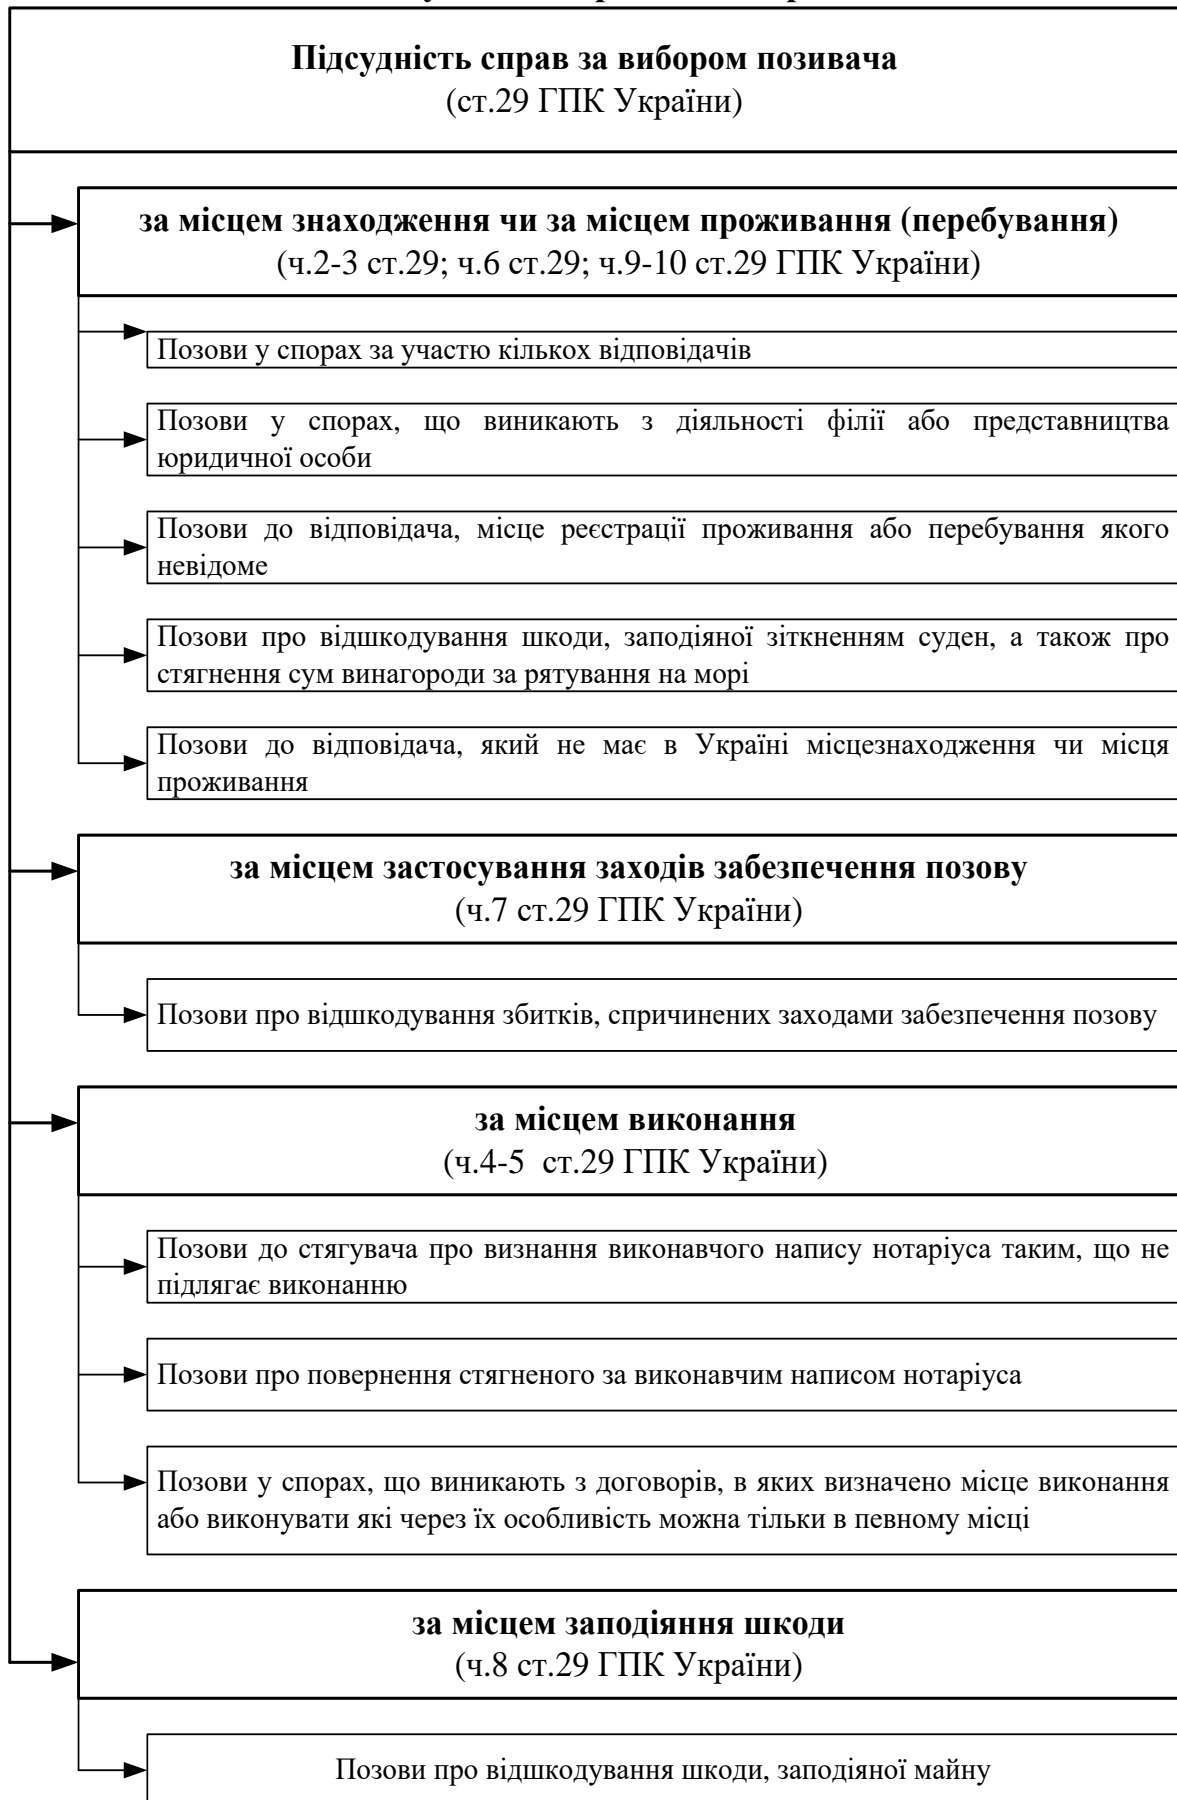 Підсудність справ за вибором позивача
(ст.29 ГПК України)
за місцем знаходження чи за місцем проживання (перебування)
(ч.2-3 ст.29; ч.6 ст.29; ч.9-10 ст.29 ГПК України)
Позови у спорах за участю кількох відповідачів
Позови у спорах, що виникають з діяльності філії або представництва
юридичної особи
Позови до відповідача, місце реєстрації проживання або перебування якого
невідоме
Позови про відшкодування шкоди, заподіяної зіткненням суден, а також про
стягнення сум винагороди за рятування на морі
Позови до відповідача, який не має в Україні місцезнаходження чи місця
проживання
за місцем застосування заходів забезпечення позову
(ч.7 ст.29 ГПК України)
Позови про відшкодування збитків, спричинених заходами забезпечення позову
за місцем виконання
(ч.4-5 ст.29 ГПК України)
Позови до стягувача про визнання виконавчого напису нотаріуса таким, що не
підлягає виконанню
Позови про повернення стягненого за виконавчим написом нотаріуса
Позови у спорах, що виникають з договорів, в яких визначено місце виконання
або виконувати які через їх особливість можна тільки в певному місці
за місцем заподіяння шкоди
(ч.8 ст.29 ГПК України)
Позови про відшкодування шкоди, заподіяної майну